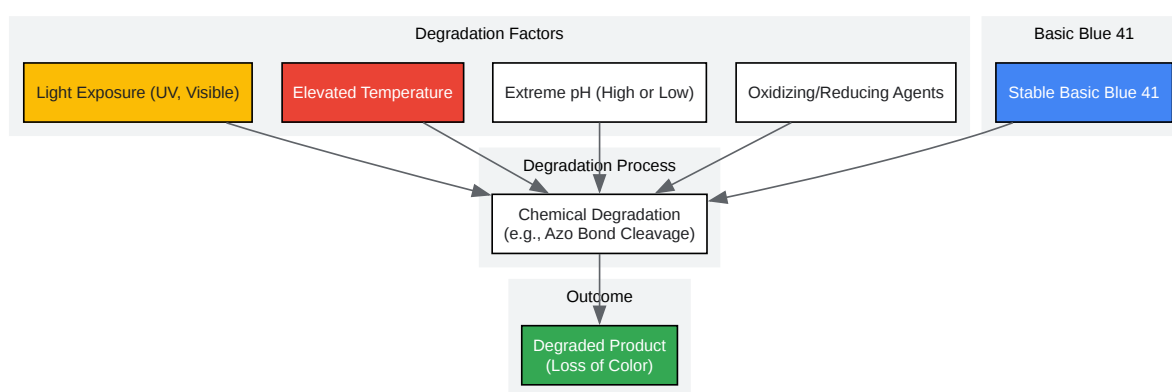 Degradation Factors
Basic Blue 41
Light Exposure (UV, Visible)
Elevated Temperature
Extreme pH (High or Low)
Oxidizing/Reducing Agents
Stable Basic Blue 41
Degradation Process
Chemical Degradation
(e.g., Azo Bond Cleavage)
Outcome
Degraded Product
(Loss of Color)